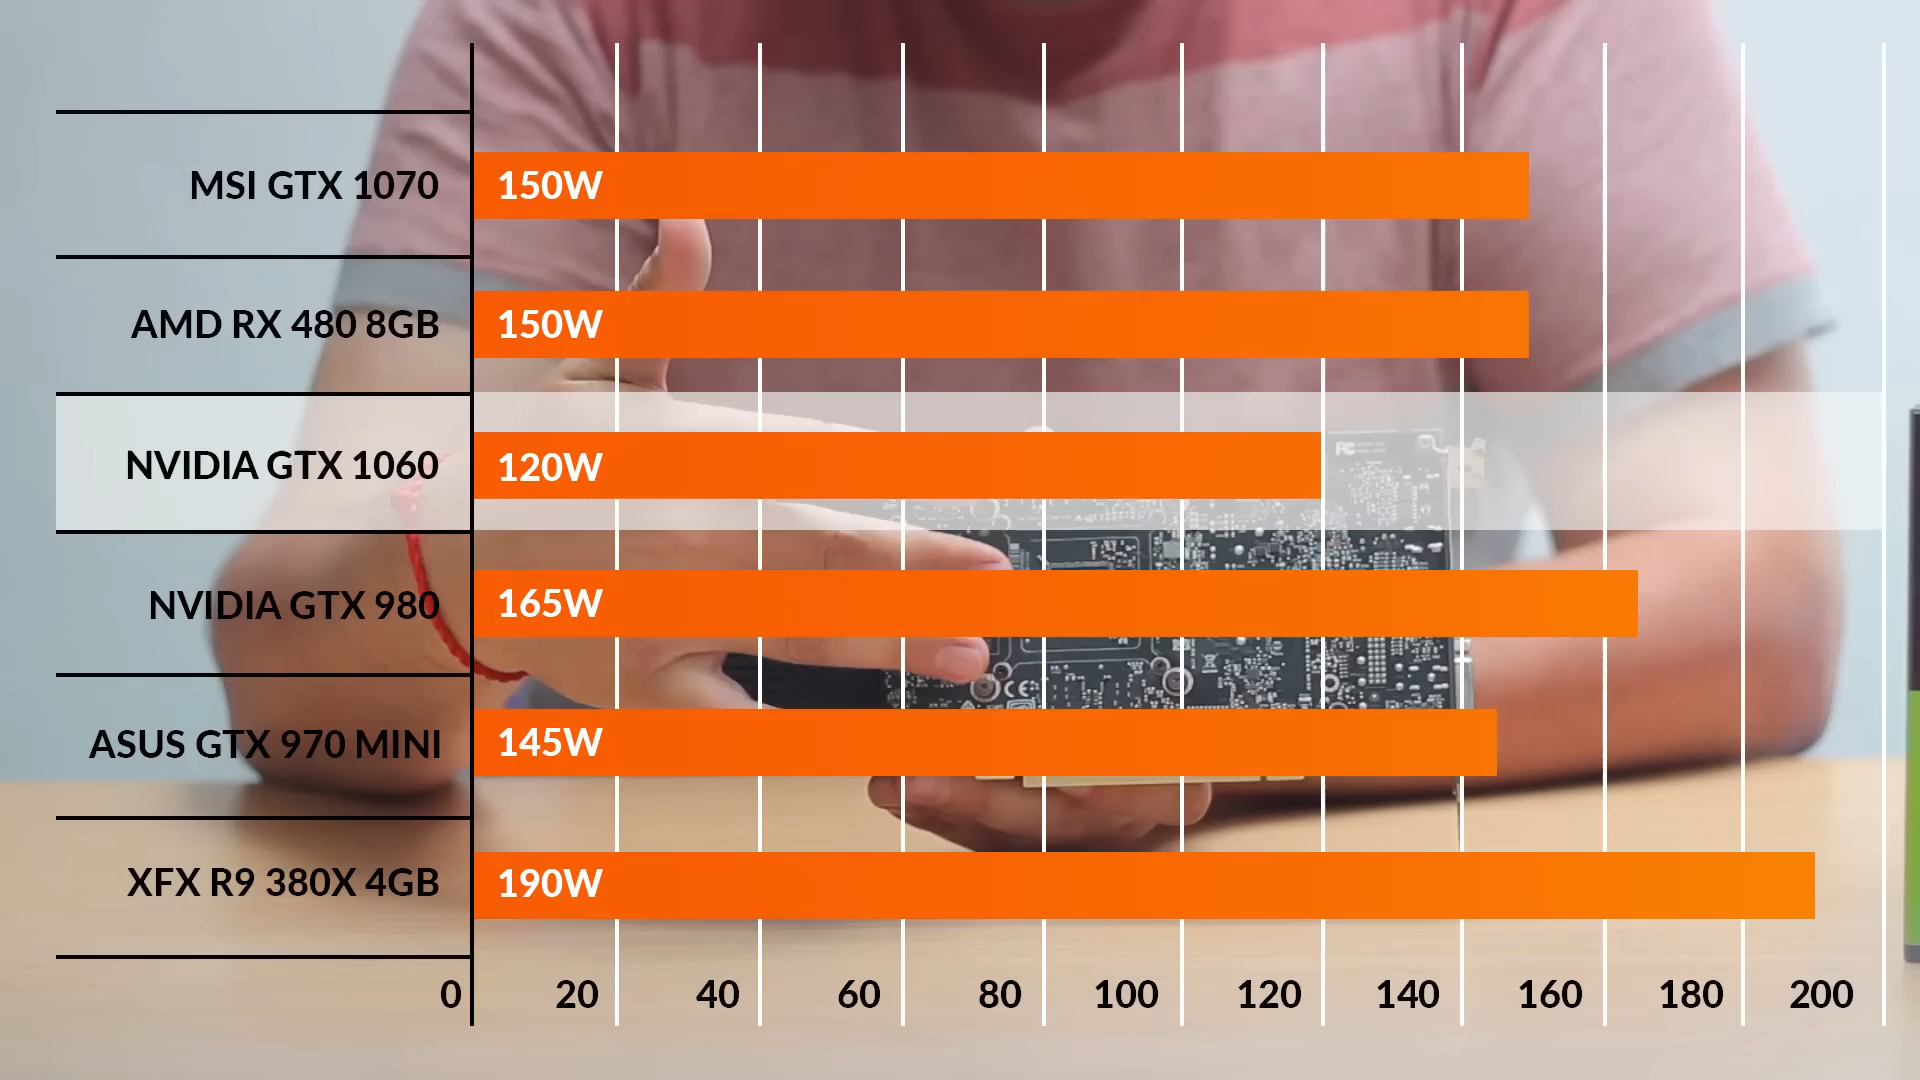 MSI GTX 1070
150W
AMD RX 480 8GB
150W
NVIDIA GTX 1060
120W
NVIDIA GTX 980
165W
ASUS GTX 970 MINI
145W
XFX R9 380X 4GB
190W
0 20 40 60 80 100 120 140 160 180 200
FC
CE